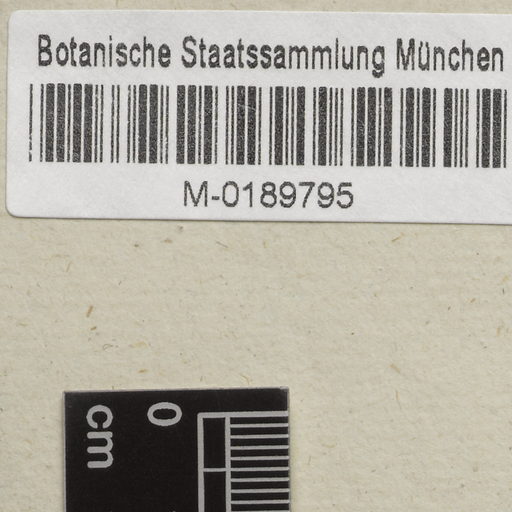 Botanische Staatssammlung München
M-0189795
0
cm